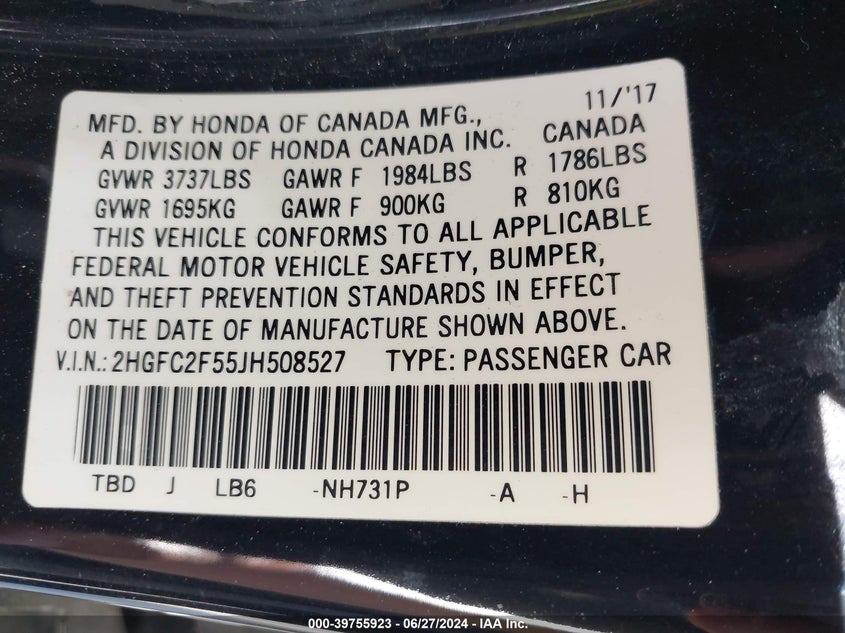 11/'17
MFD. BY HONDA OF CANADA MFG.,
A DIVISION OF HONDA CANADA INC. CANADA
GVWR 3737LBS GAWR F 1984LBS R 1786LBS
GVWR 1695KG GAWR F 900KG R 810KG
THIS VEHICLE CONFORMS TO ALL APPLICABLE
FEDERAL MOTOR VEHICLE SAFETY, BUMPER,
AND THEFT PREVENTION STANDARDS IN EFFECT
ON THE DATE OF MANUFACTURE SHOWN ABOVE.
V.I.N.: 2HGFC2F55JH508527 TYPE: PASSENGER CAR
TBD J LB6 -NH731P -A -H
000-39755923 - 06/27/2024 - IAA Inc.